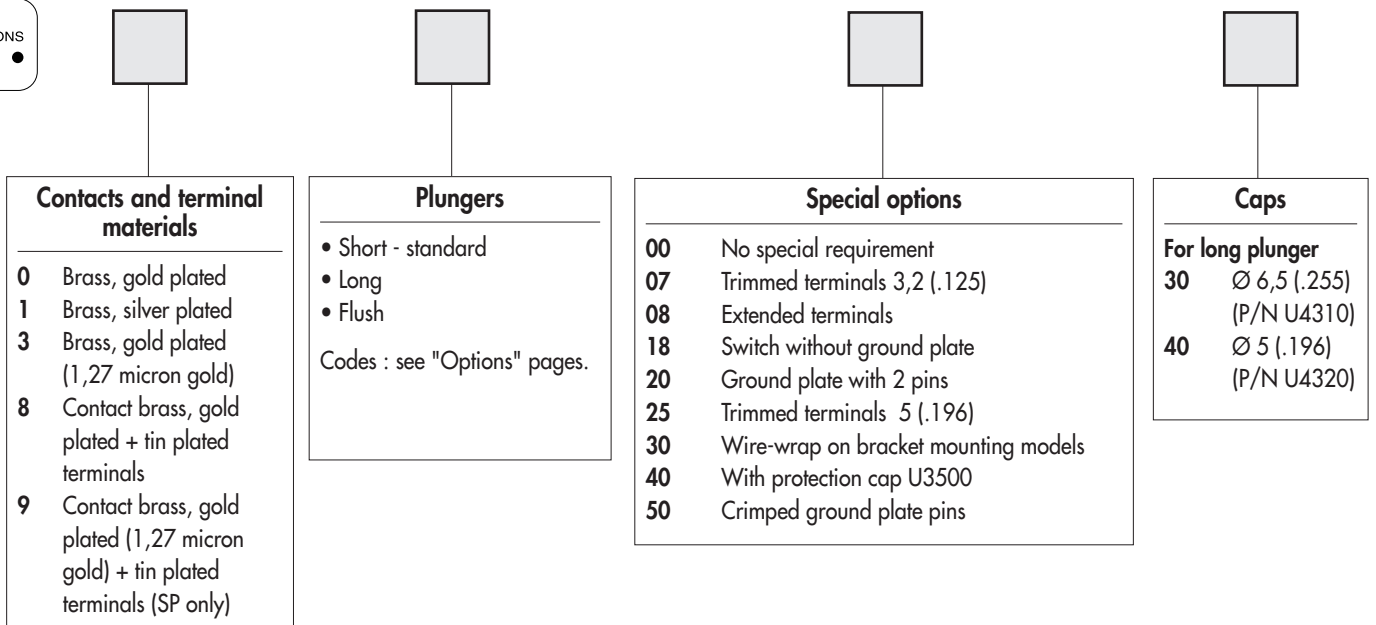 Contacts and terminal
materials
0 Brass, gold plated
1 Brass, silver plated
3 Brass, gold plated
(1,27 micron gold)
8 Contact brass, gold
plated + tin plated
terminals
9 Contact brass, gold
plated (1,27 micron
gold) + tin plated
terminals (SP only)
Plungers
• Short - standard
• Long
• Flush
Codes : see "Options" pages.
Special options
00 No special requirement
07 Trimmed terminals 3,2 (.125)
08 Extended terminals
18 Switch without ground plate
20 Ground plate with 2 pins
25 Trimmed terminals 5 (.196)
30 Wire-wrap on bracket mounting models
40 With protection cap U3500
50 Crimped ground plate pins
Caps
For long plunger
30 Ø 6,5 (.255)
(P/N U4310)
40 Ø 5 (.196)
(P/N U4320)